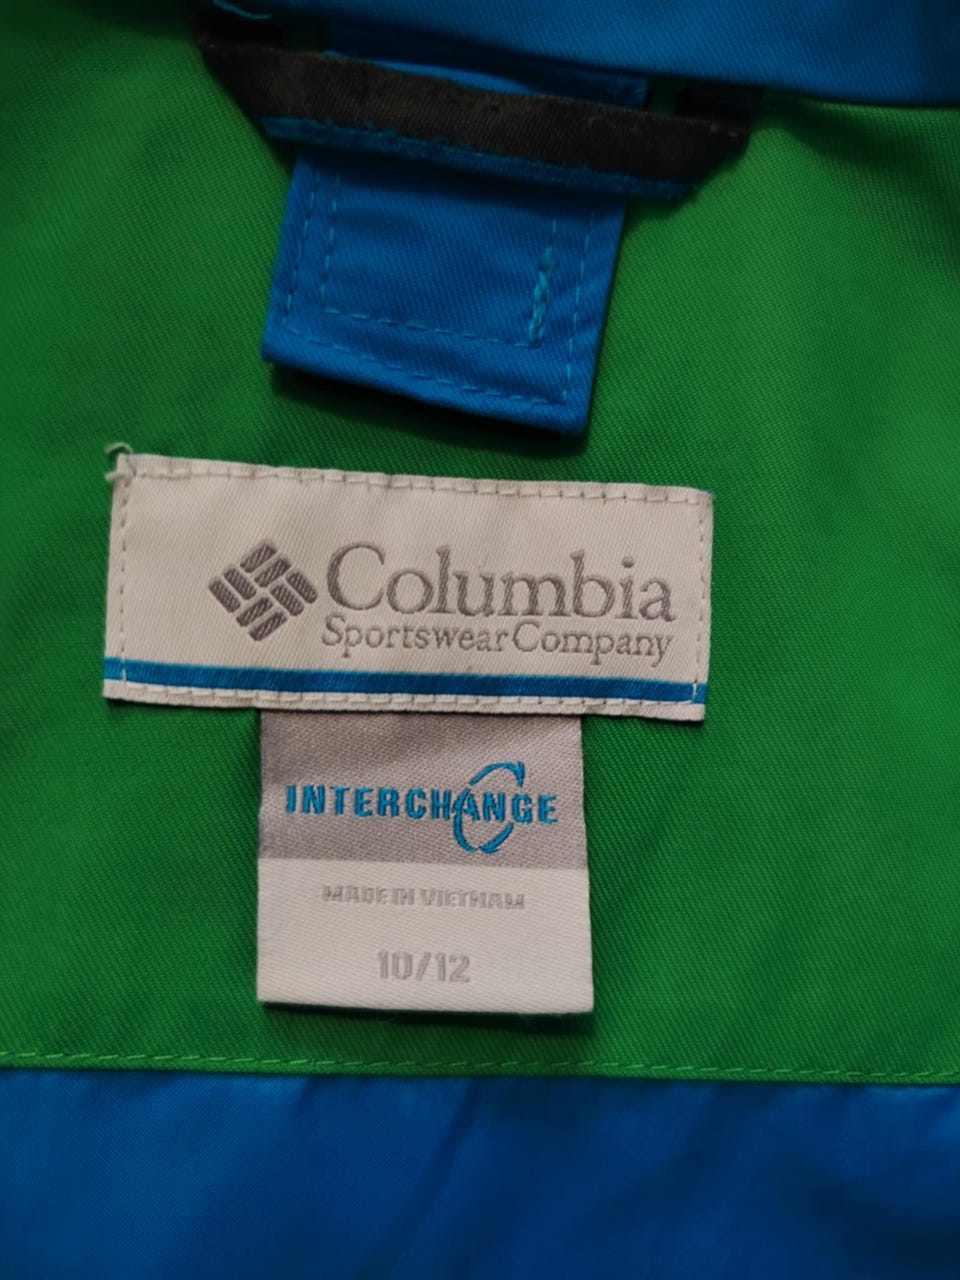 Columbia
Sportswear Company
INTERCHANGE
MADE IN VIETNAM
10/12